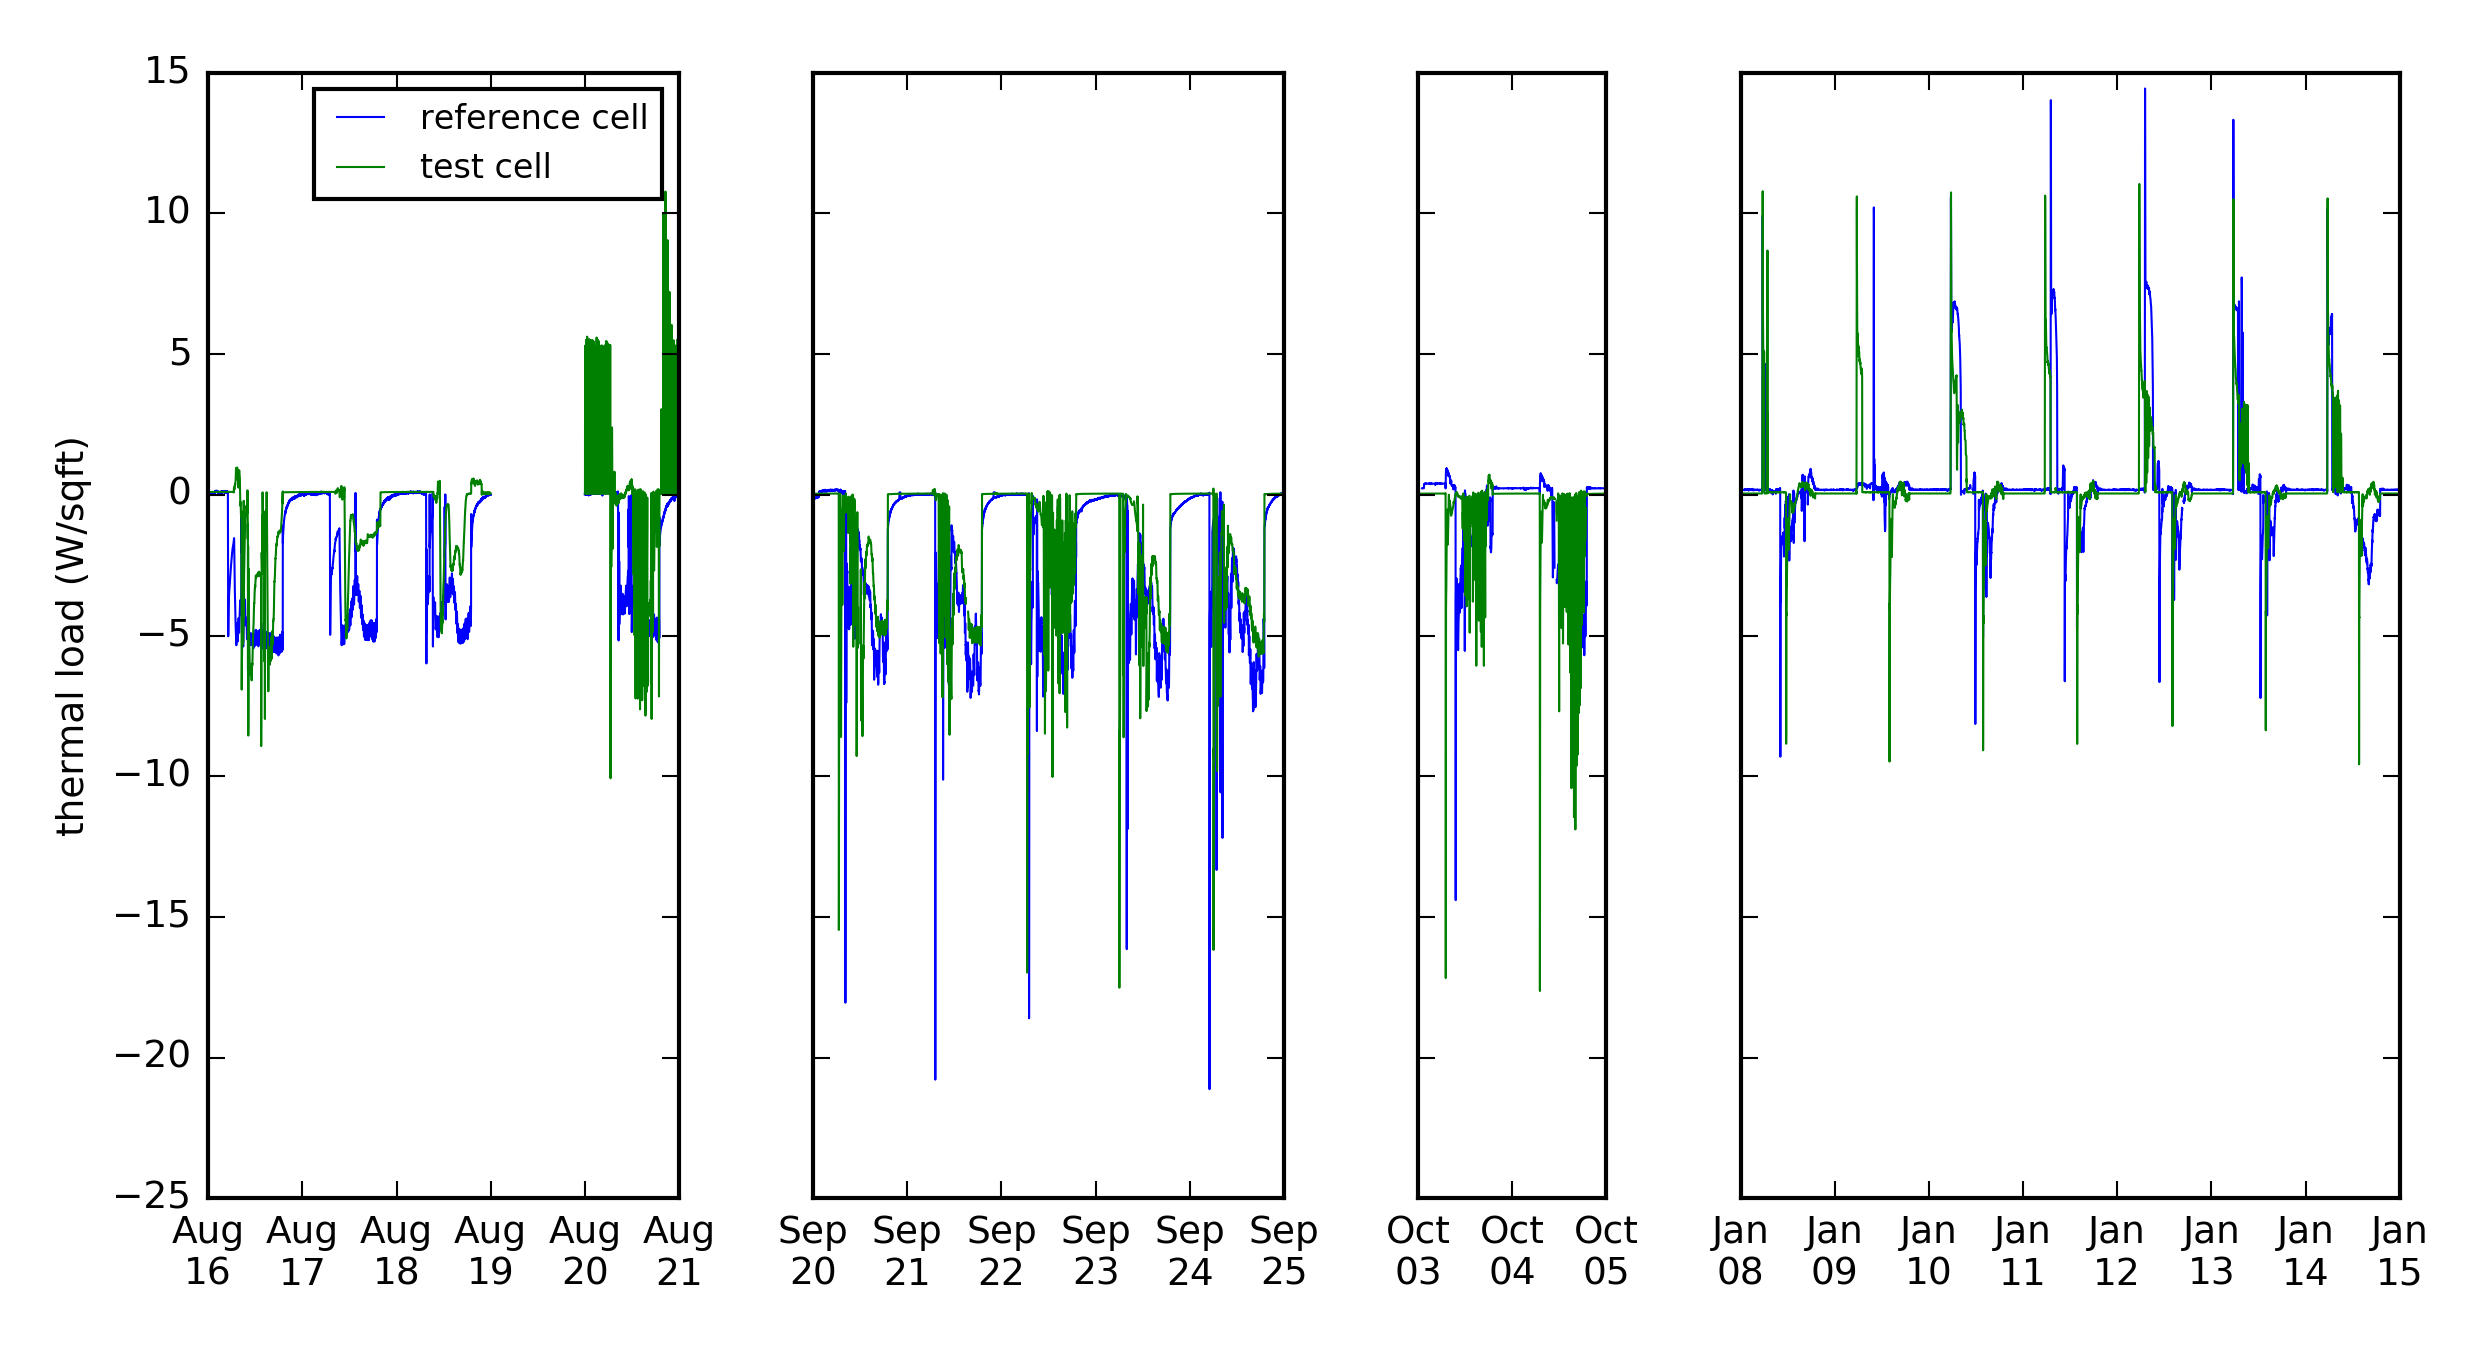 15
10
5
0
−5
−10
−15
−20
−25
thermal load (W/sqft)
reference cell
test cell
Aug 16
Aug 17
Aug 18
Aug 19
Aug 20
Aug 21
Sep 20
Sep 21
Sep 22
Sep 23
Sep 24
Sep 25
Oct 03
Oct 04
Oct 05
Jan 08
Jan 09
Jan 10
Jan 11
Jan 12
Jan 13
Jan 14
Jan 15